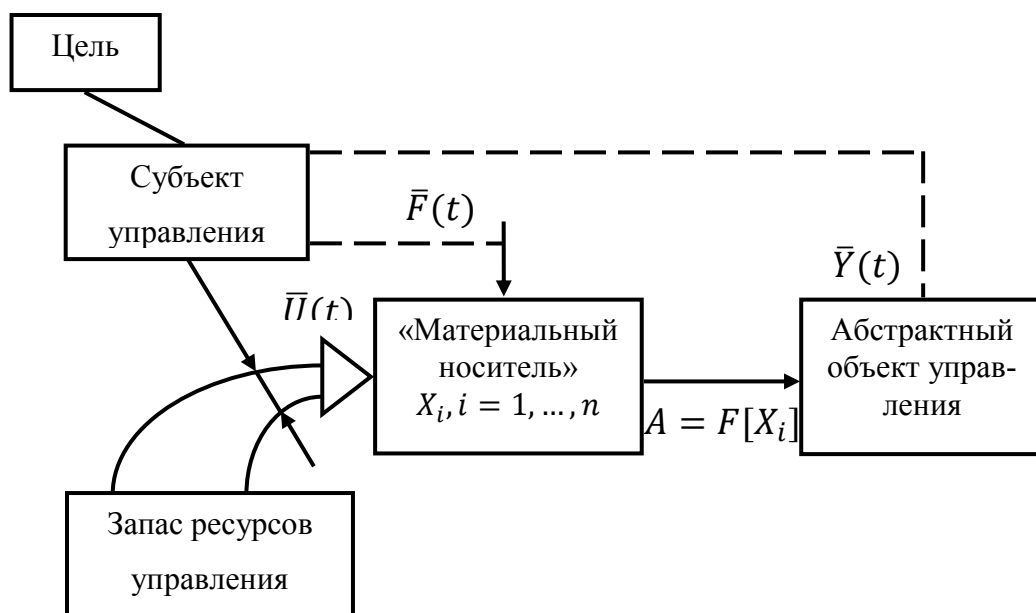 Цель
Субъект
управления
F̄(t)
Ȳ(t)
Ū(t)
«Материальный
носитель»
X_i, i = 1, … , n
A = F[X_i]
Абстрактный
объект управ-
ления
Запас ресурсов
управления